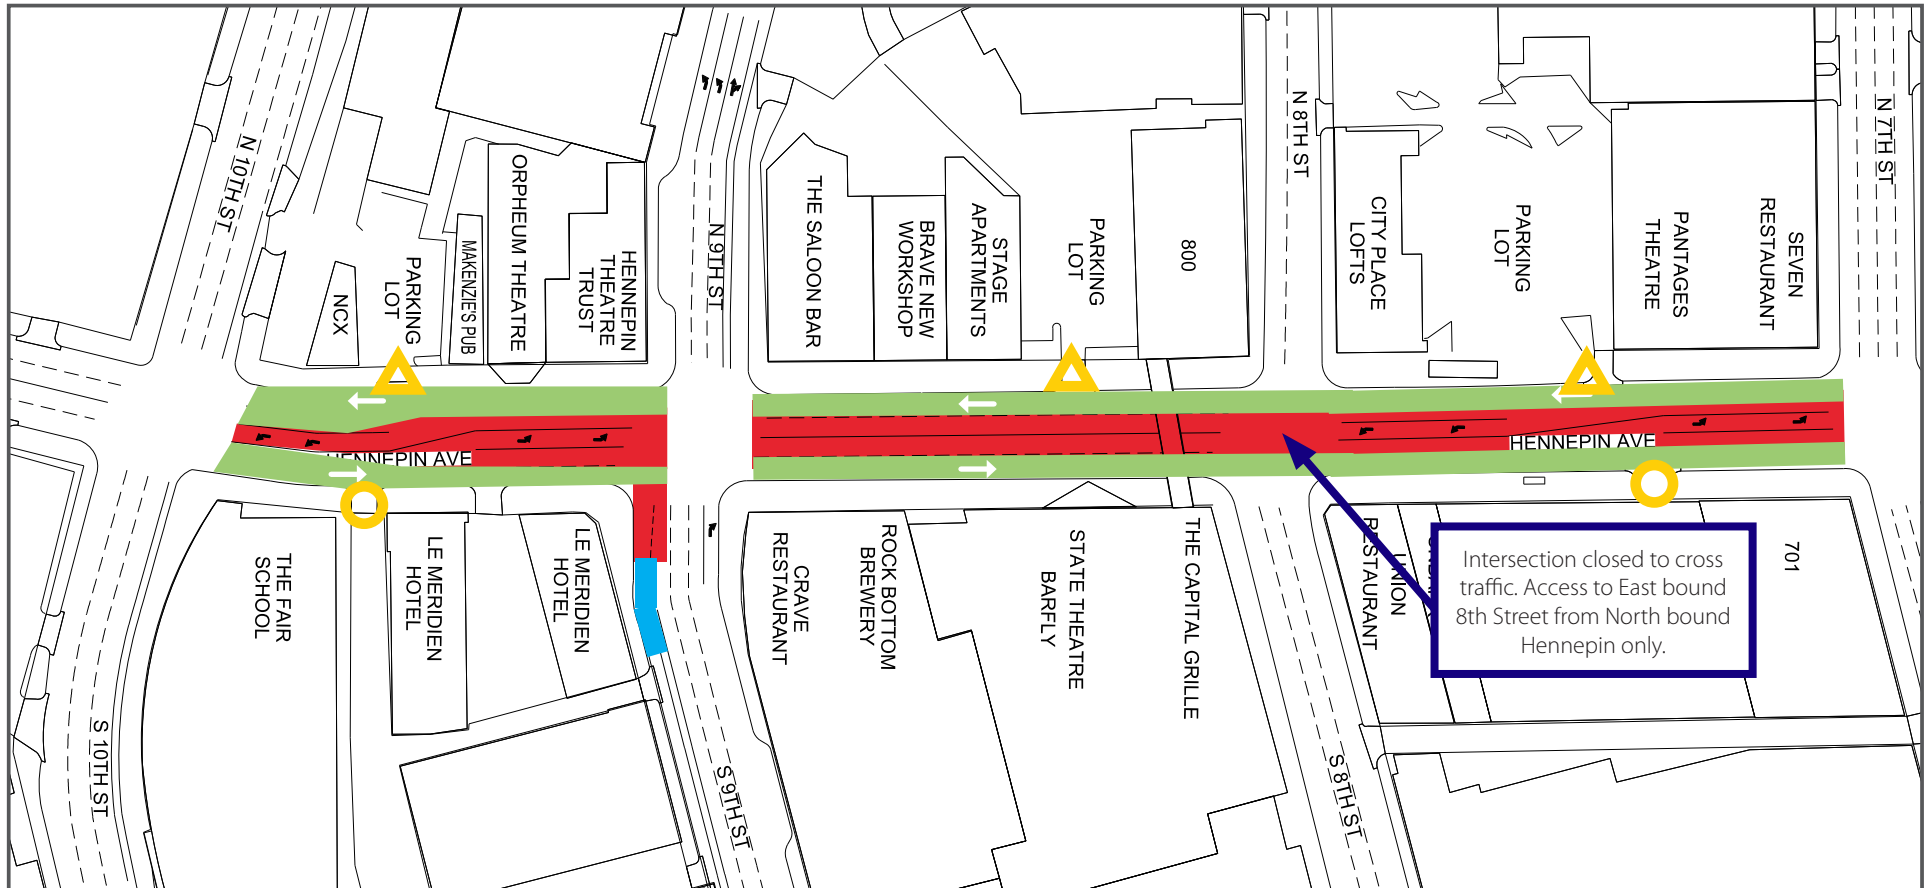 N 10TH ST
NCX
PARKING
LOT
MAKENZIE'S PUB
ORPHEUM THEATRE
HENNEPIN
THEATRE
TRUST
N 9TH ST
THE SALOON BAR
BRAVE NEW
WORKSHOP
STAGE
APARTMENTS
PARKING
LOT
800
N 8TH ST
CITY PLACE
LOFTS
PARKING
LOT
PANTAGES
THEATRE
SEVEN
RESTAURANT
N 7TH ST
HENNEPIN AVE
HENNEPIN AVE
S 10TH ST
THE FAIR
SCHOOL
LE MERIDIEN
HOTEL
LE MERIDIEN
HOTEL
S 9TH ST
CRAVE
RESTAURANT
ROCK BOTTOM
BREWERY
STATE THEATRE
BARFLY
THE CAPITAL GRILLE
S 8TH ST
UNION
RESTAURANT
Intersection closed to cross
traffic. Access to East bound
8th Street from North bound
Hennepin only.
701